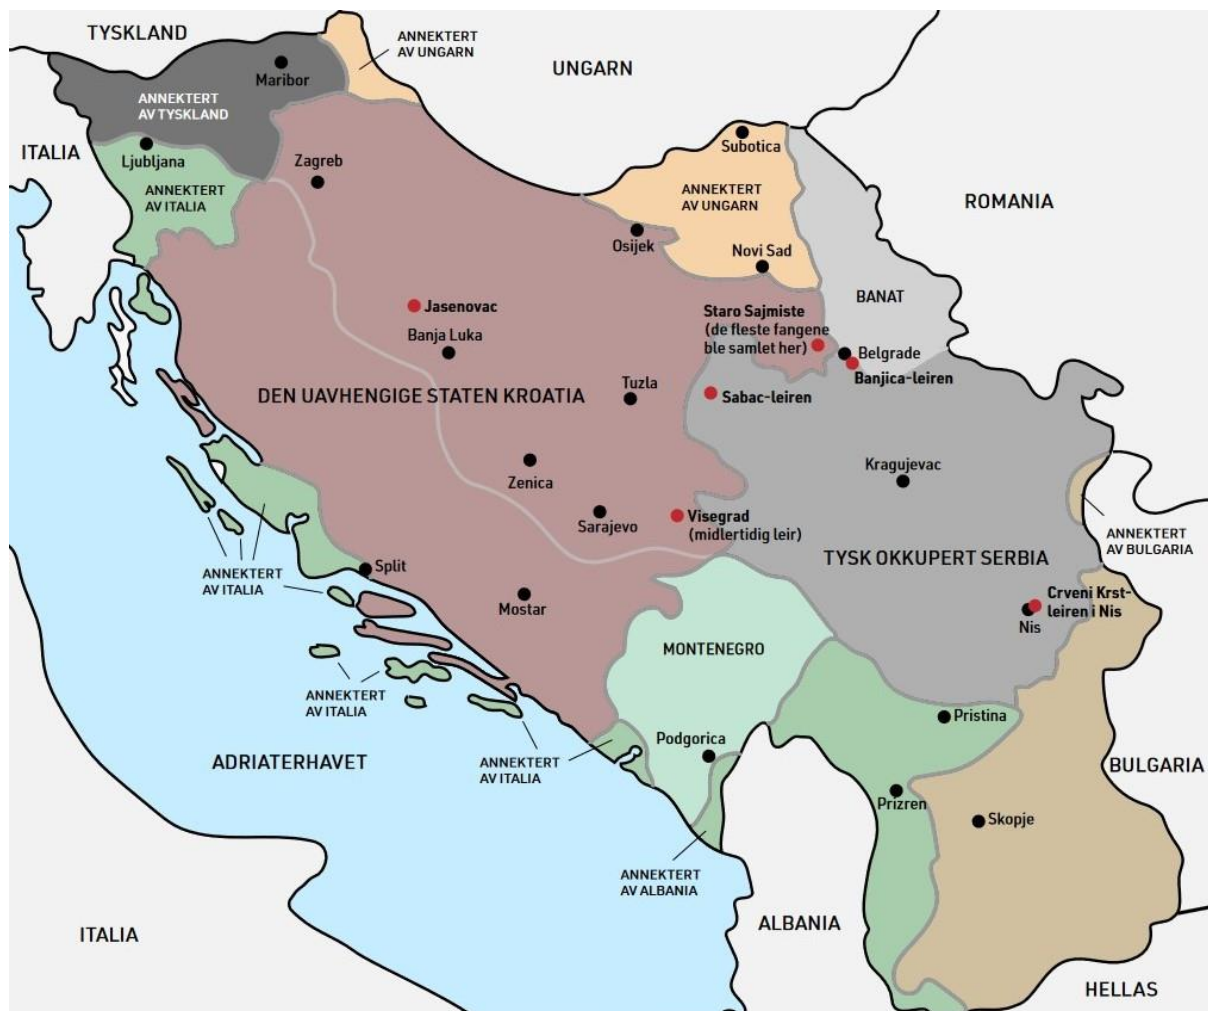 TYSKLAND
ANNEKTERT
AV UNGARN
UNGARN
Maribor
ANNEKTERT
AV TYSKLAND
ITALIA
Ljubljana
Zagreb
ANNEKTERT
AV ITALIA
Subotica
ANNEKTERT
AV UNGARN
ROMANIA
Osijek
Novi Sad
BANAT
Jasenovac
Banja Luka
Staro Sajmiste
(de fleste fangene
ble samlet her)
Belgrade
Banjica-leiren
DEN UAVHENGIGE STATEN KROATIA
Tuzla
Sabac-leiren
Zenica
Kragujevac
Sarajevo
Visegrad
(midlertidig leir)
ANNEKTERT
AV BULGARIA
TYSK OKKUPERT SERBIA
ANNEKTERT
AV ITALIA
Split
Mostar
Crveni Krst-
leiren i Nis
Nis
MONTENEGRO
ANNEKTERT
AV ITALIA
Pristina
ADRIATERHAVET
ANNEKTERT
AV ITALIA
Podgorica
BULGARIA
Prizren
Skopje
ANNEKTERT
AV ALBANIA
ITALIA
ALBANIA
HELLAS